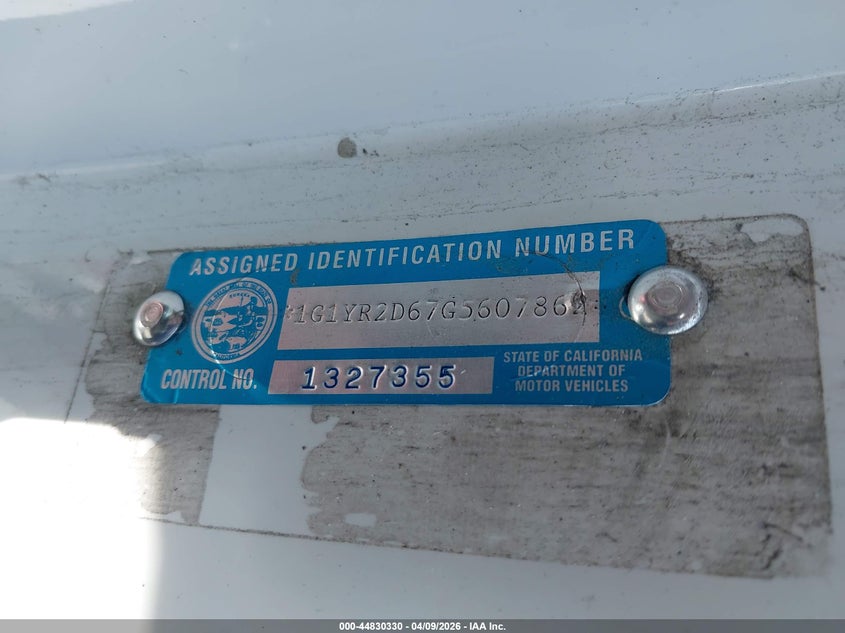 ASSIGNED IDENTIFICATION NUMBER
*1G1YR2D67G5607862*
CONTROL NO. 1327355
STATE OF CALIFORNIA
DEPARTMENT OF
MOTOR VEHICLES
000-44830330 - 04/09/2026 - IAA Inc.